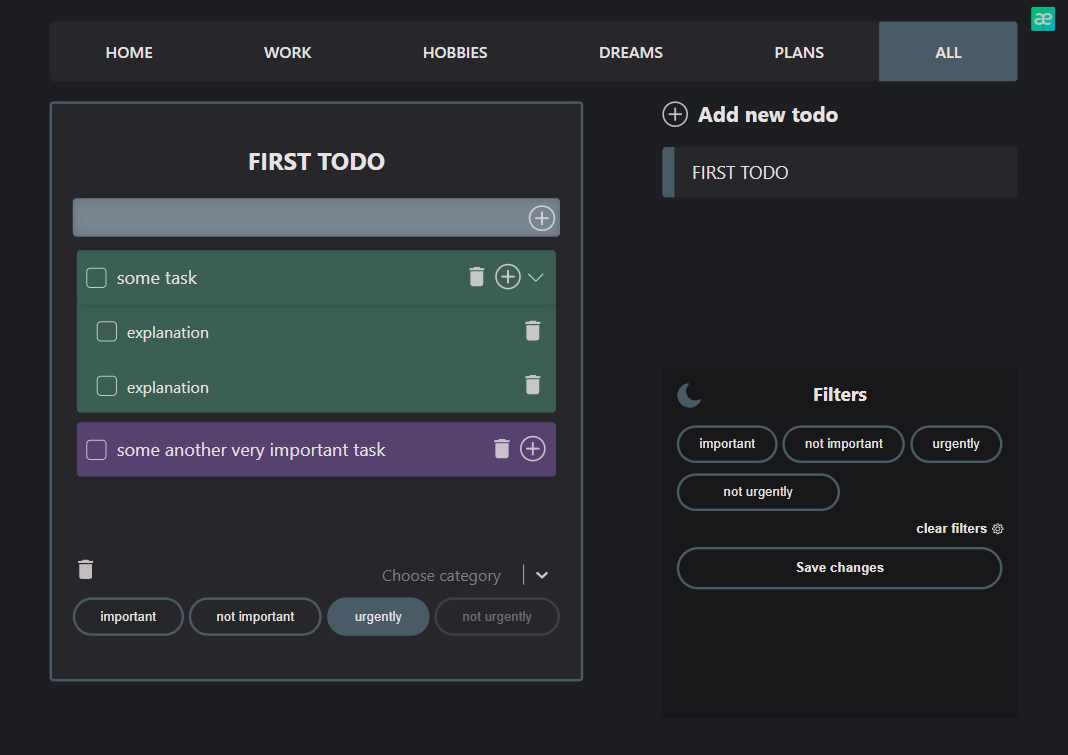 æ
HOME WORK HOBBIES DREAMS PLANS ALL
FIRST TODO
some task
explanation
explanation
some another very important task
Choose category
important not important urgently not urgently
Add new todo
FIRST TODO
Filters
important not important urgently
not urgently
clear filters
Save changes